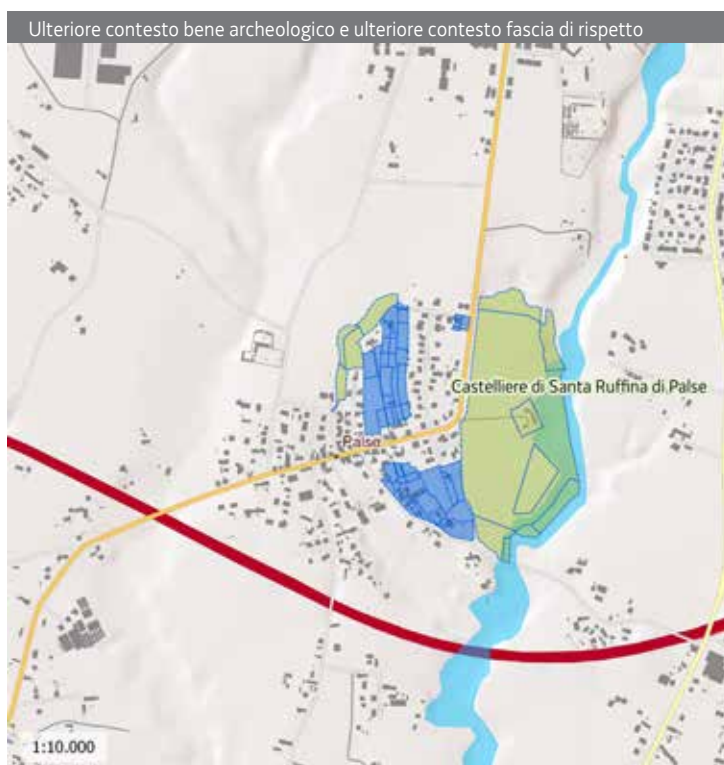 Ulteriore contesto bene archeologico e ulteriore contesto fascia di rispetto
Castelliere di Santa Ruffina di Palse
Palse
1:10.000